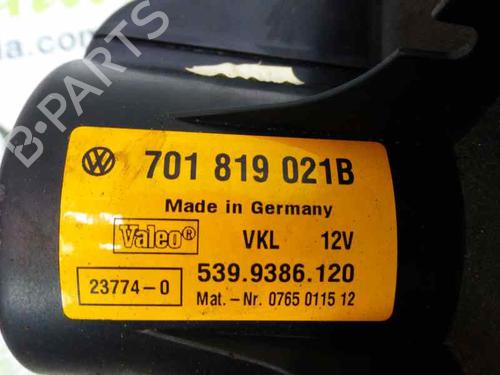 701 819 021B
Made in Germany
Valeo® VKL 12V
23774-0 539.9386.120
Mat.-Nr. 0765 0115 12
B-PARTS